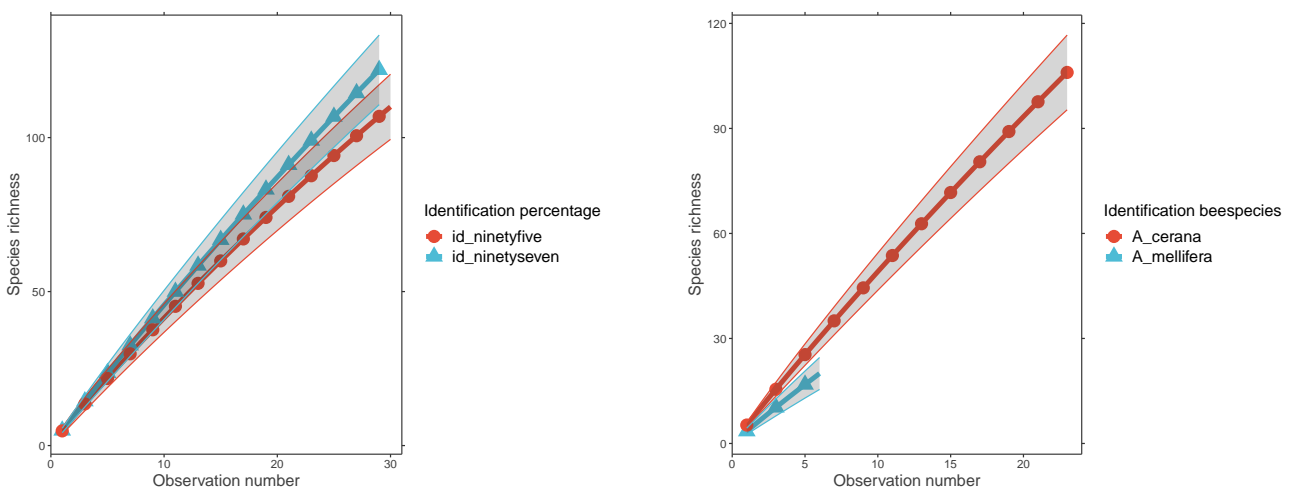 Species richness
100
50
0
0
10
20
30
Observation number
Identification percentage
id_ninetyfive
id_ninetyseven
Species richness
120
90
60
30
0
0
5
10
15
20
Observation number
Identification beespecies
A_cerana
A_mellifera